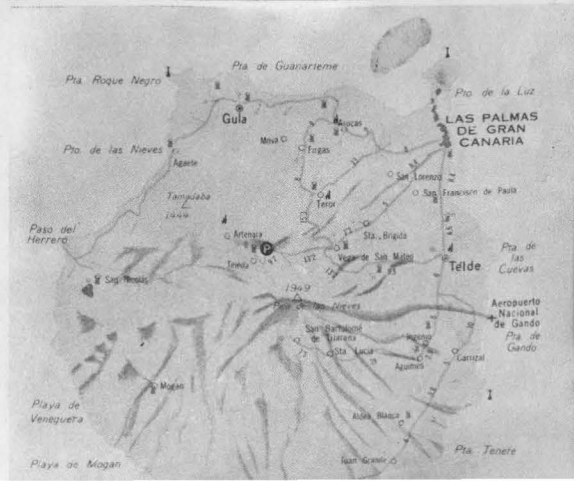 Pta. de Guanarteme
Pta. Roque Negro
Pto. de la Luz
Gula
Arucas
LAS PALMAS
DE GRAN
CANARIA
Moya
Firgas
Pto. de las Nieves
Agaete
San Lorenzo
San Francisco de Paula
Tamadaba
1444
Teror
Paso del
Herrero
Artenara
P
Sta. Brigida
Pta de
las
Cuevas
Tejeda
Vega de San Mateo
Telde
San Nicolás
1949
Nieves
Aeropuerto
Nacional
de Gando
Pta de
Gando
San Bartolomé
de Tirajana
Ingenio
Sta. Lucia
Agüimes
Carrizal
Mogan
Playa de
Veneguera
Aldea Blanca
Pta. Tenefe
Playa de Mogan
Juan Grande